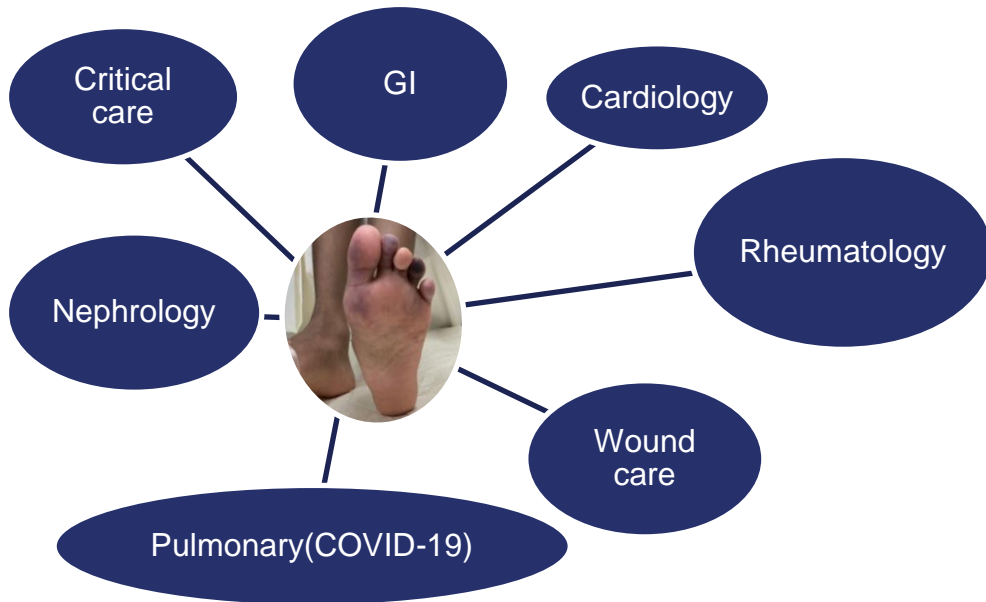 Critical
care
GI
Cardiology
Rheumatology
Nephrology
Wound
care
Pulmonary(COVID-19)